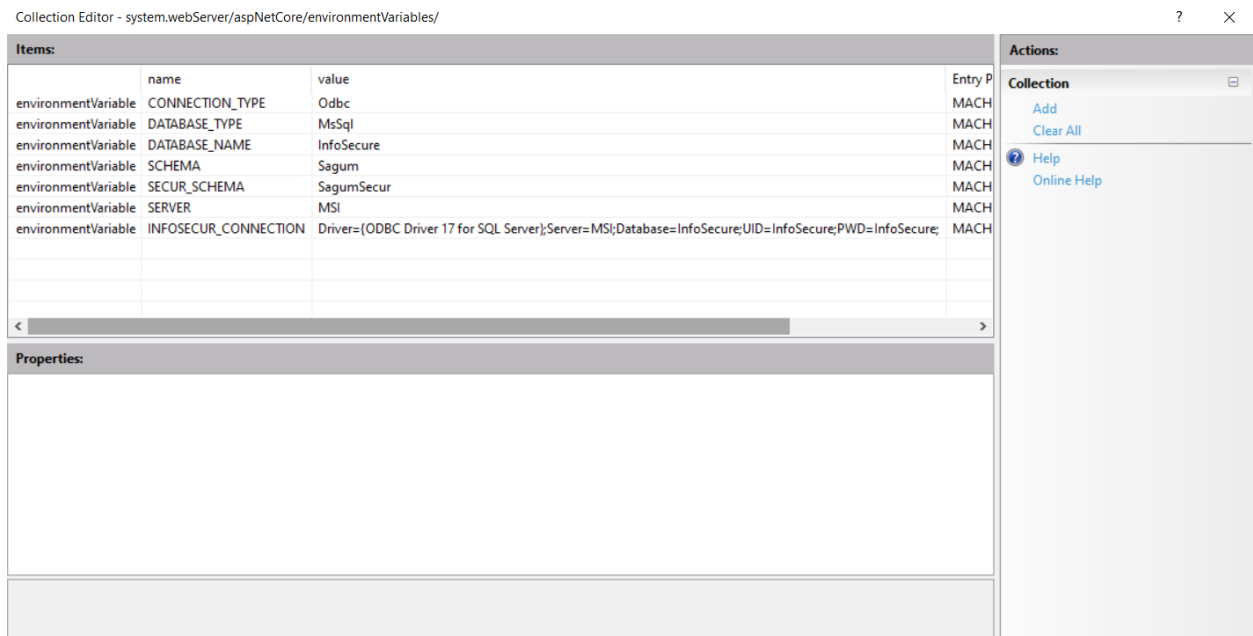 Collection Editor - system.webServer/aspNetCore/environmentVariables/ ? ×
Items:
name value Entry P
environmentVariable CONNECTION_TYPE Odbc MACH
environmentVariable DATABASE_TYPE MsSql MACH
environmentVariable DATABASE_NAME InfoSecure MACH
environmentVariable SCHEMA Sagum MACH
environmentVariable SECUR_SCHEMA SagumSecur MACH
environmentVariable SERVER MSI MACH
environmentVariable INFOSECUR_CONNECTION Driver={ODBC Driver 17 for SQL Server};Server=MSI;Database=InfoSecure;UID=InfoSecure;PWD=InfoSecure; MACH
Properties:
Actions:
Collection
Add
Clear All
Help
Online Help